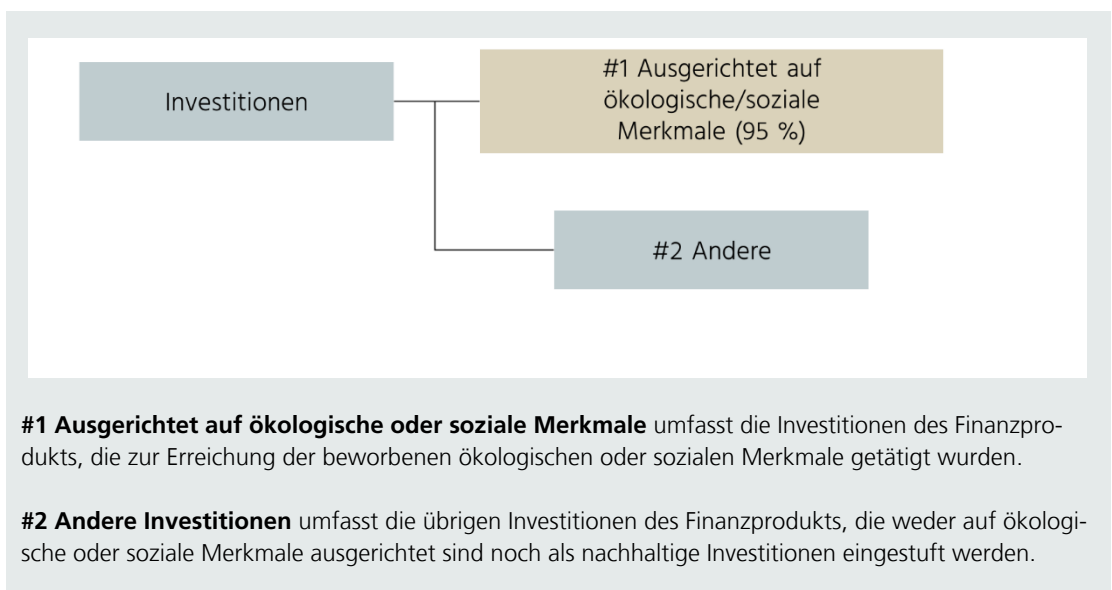 Investitionen
#1 Ausgerichtet auf
ökologische/soziale
Merkmale (95 %)
#2 Andere
#1 Ausgerichtet auf ökologische oder soziale Merkmale umfasst die Investitionen des Finanzpro-
dukts, die zur Erreichung der beworbenen ökologischen oder sozialen Merkmale getätigt wurden.
#2 Andere Investitionen umfasst die übrigen Investitionen des Finanzprodukts, die weder auf ökologi-
sche oder soziale Merkmale ausgerichtet sind noch als nachhaltige Investitionen eingestuft werden.